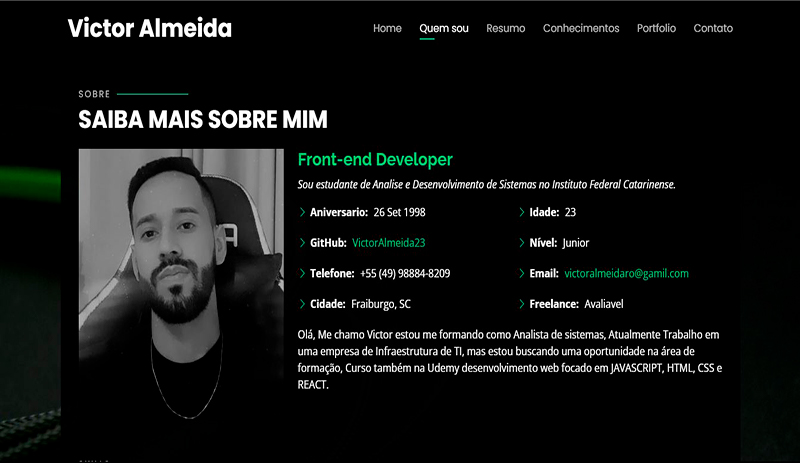 Victor Almeida
Home Quem sou Resumo Conhecimentos Portfolio Contato
SOBRE
SAIBA MAIS SOBRE MIM
Front-end Developer
Sou estudante de Analise e Desenvolvimento de Sistemas no Instituto Federal Catarinense.
Aniversario: 26 Set 1998
Idade: 23
GitHub: VictorAlmeida23
Nível: Junior
Telefone: +55 (49) 98884-8209
Email: victoralmeidaro@gamil.com
Cidade: Fraiburgo, SC
Freelance: Avaliavel
Olá, Me chamo Victor estou me formando como Analista de sistemas, Atualmente Trabalho em
uma empresa de Infraestrutura de TI, mas estou buscando uma oportunidade na área de
formação, Curso também na Udemy desenvolvimento web focado em JAVASCRIPT, HTML, CSS e
REACT.